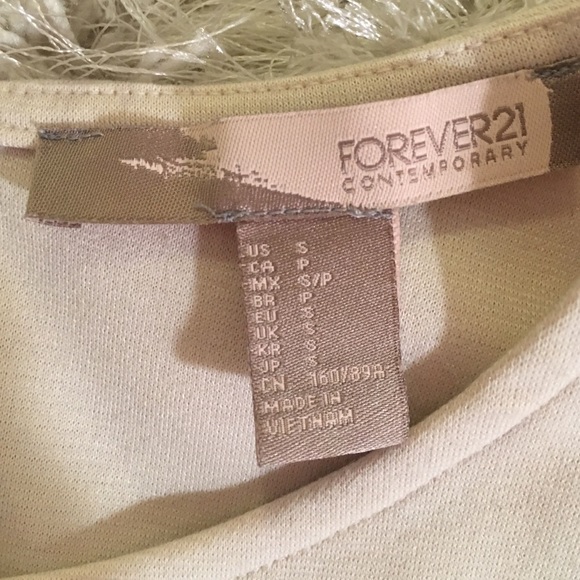 FOREVER21
CONTEMPORARY
US S
CA P
MX S/P
BR P
EU S
UK S
KR S
JP S
CN 160/89A
MADE IN
VIETNAM